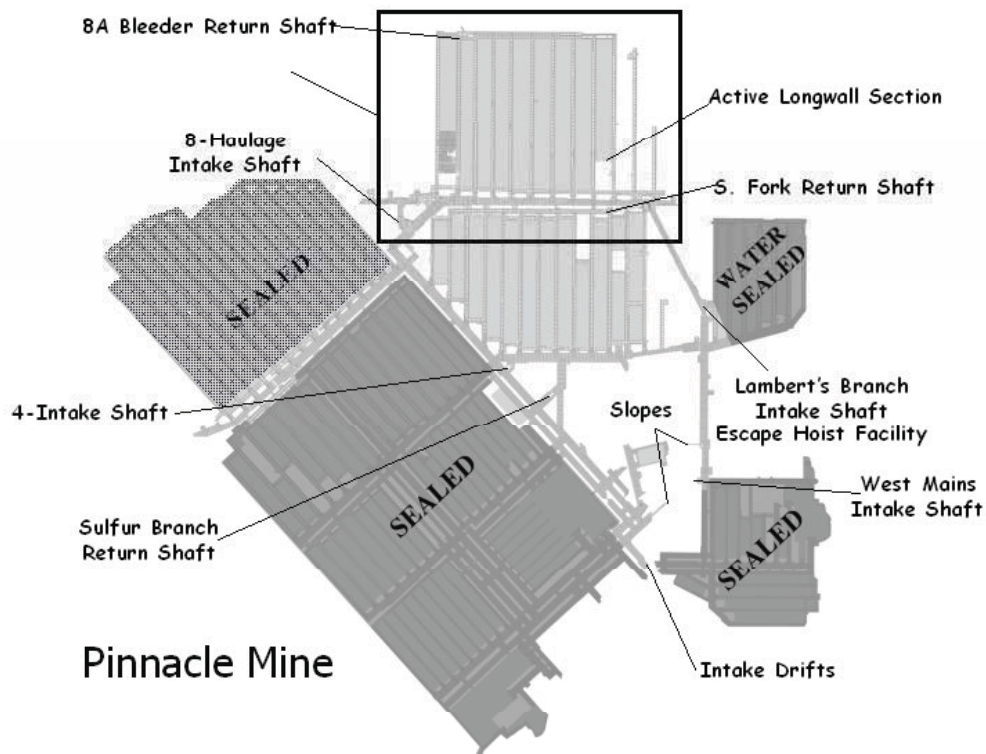 8A Bleeder Return Shaft
Active Longwall Section
8-Haulage
Intake Shaft
S. Fork Return Shaft
SEALED
WATER
SEALED
Lambert's Branch
Intake Shaft
Escape Hoist Facility
4-Intake Shaft
Slopes
SEALED
West Mains
Intake Shaft
Sulfur Branch
Return Shaft
SEALED
Pinnacle Mine
Intake Drifts